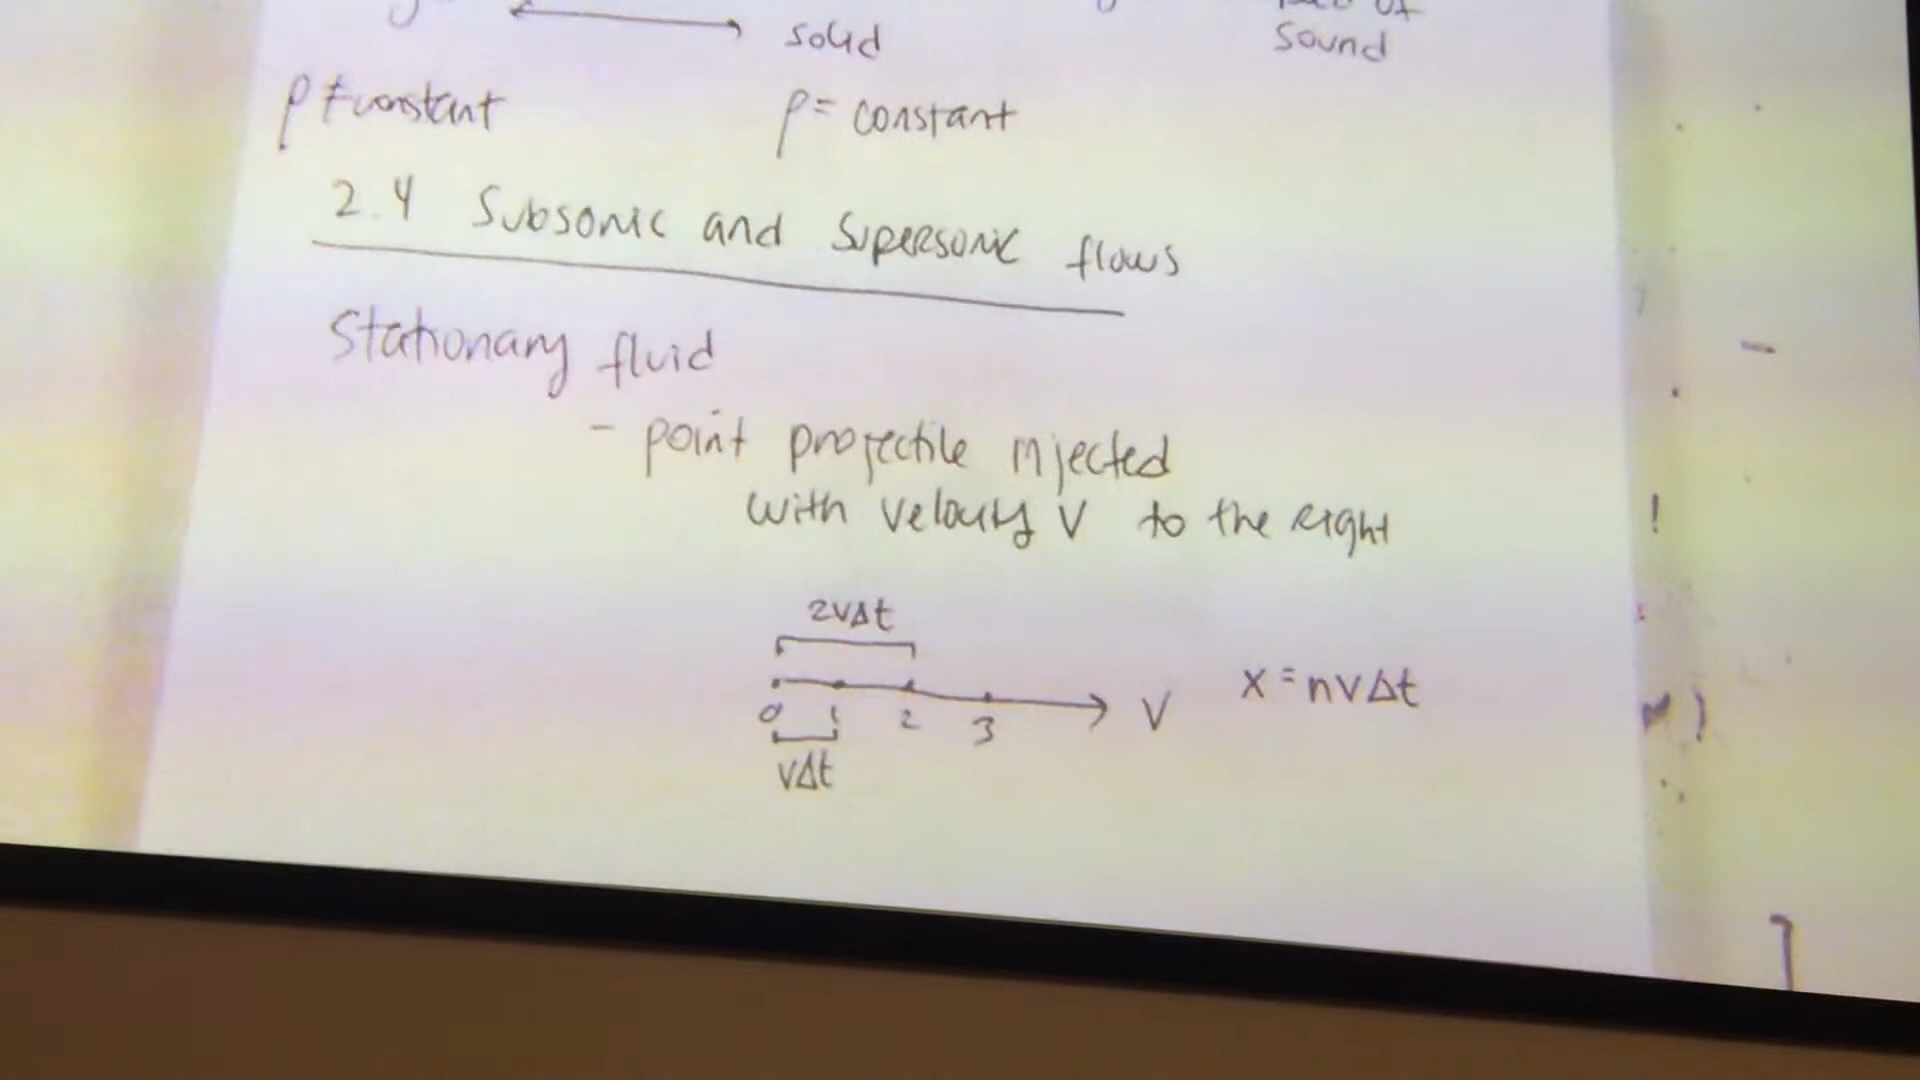 solid
sound
ρ ≠ constant
ρ = constant
2.4 Subsonic and Supersonic flows
Stationary fluid
- point projectile injected
with velocity V to the right
2VΔt
0 1 2 3 V
x = nVΔt
VΔt